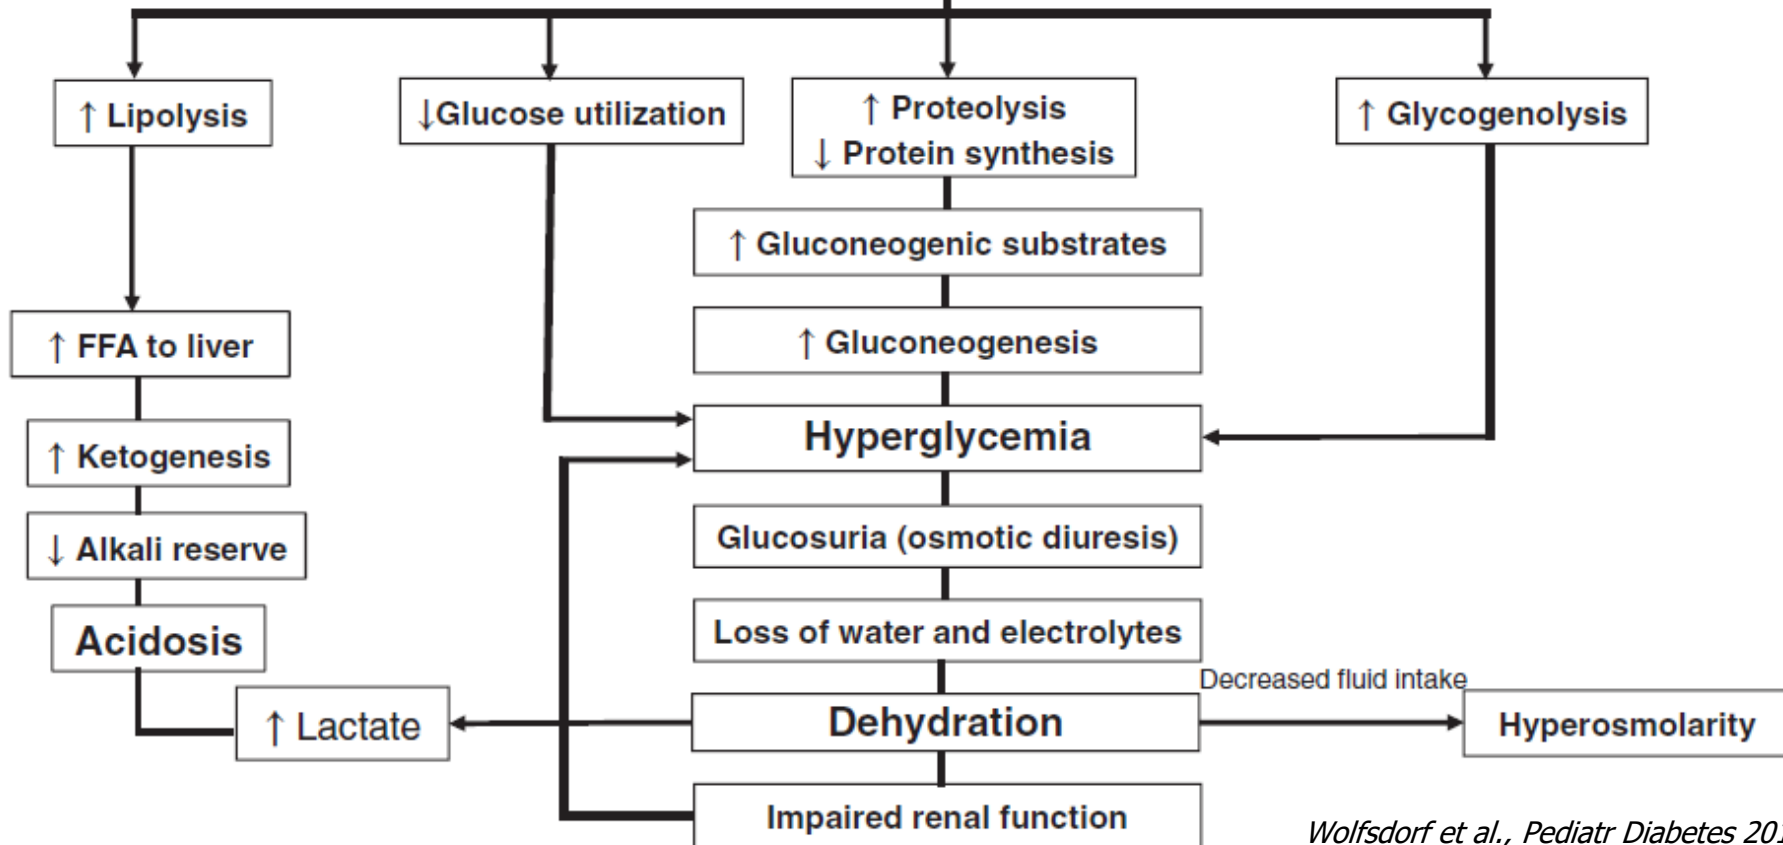 ↑ Lipolysis
↓Glucose utilization
↑ Proteolysis
↓ Protein synthesis
↑ Glycogenolysis
↑ Gluconeogenic substrates
↑ FFA to liver
↑ Gluconeogenesis
Hyperglycemia
↑ Ketogenesis
Glucosuria (osmotic diuresis)
↓ Alkali reserve
Loss of water and electrolytes
Acidosis
Decreased fluid intake
↑ Lactate
Dehydration
Hyperosmolarity
Impaired renal function
Wolfsdorf et al., Pediatr Diabetes